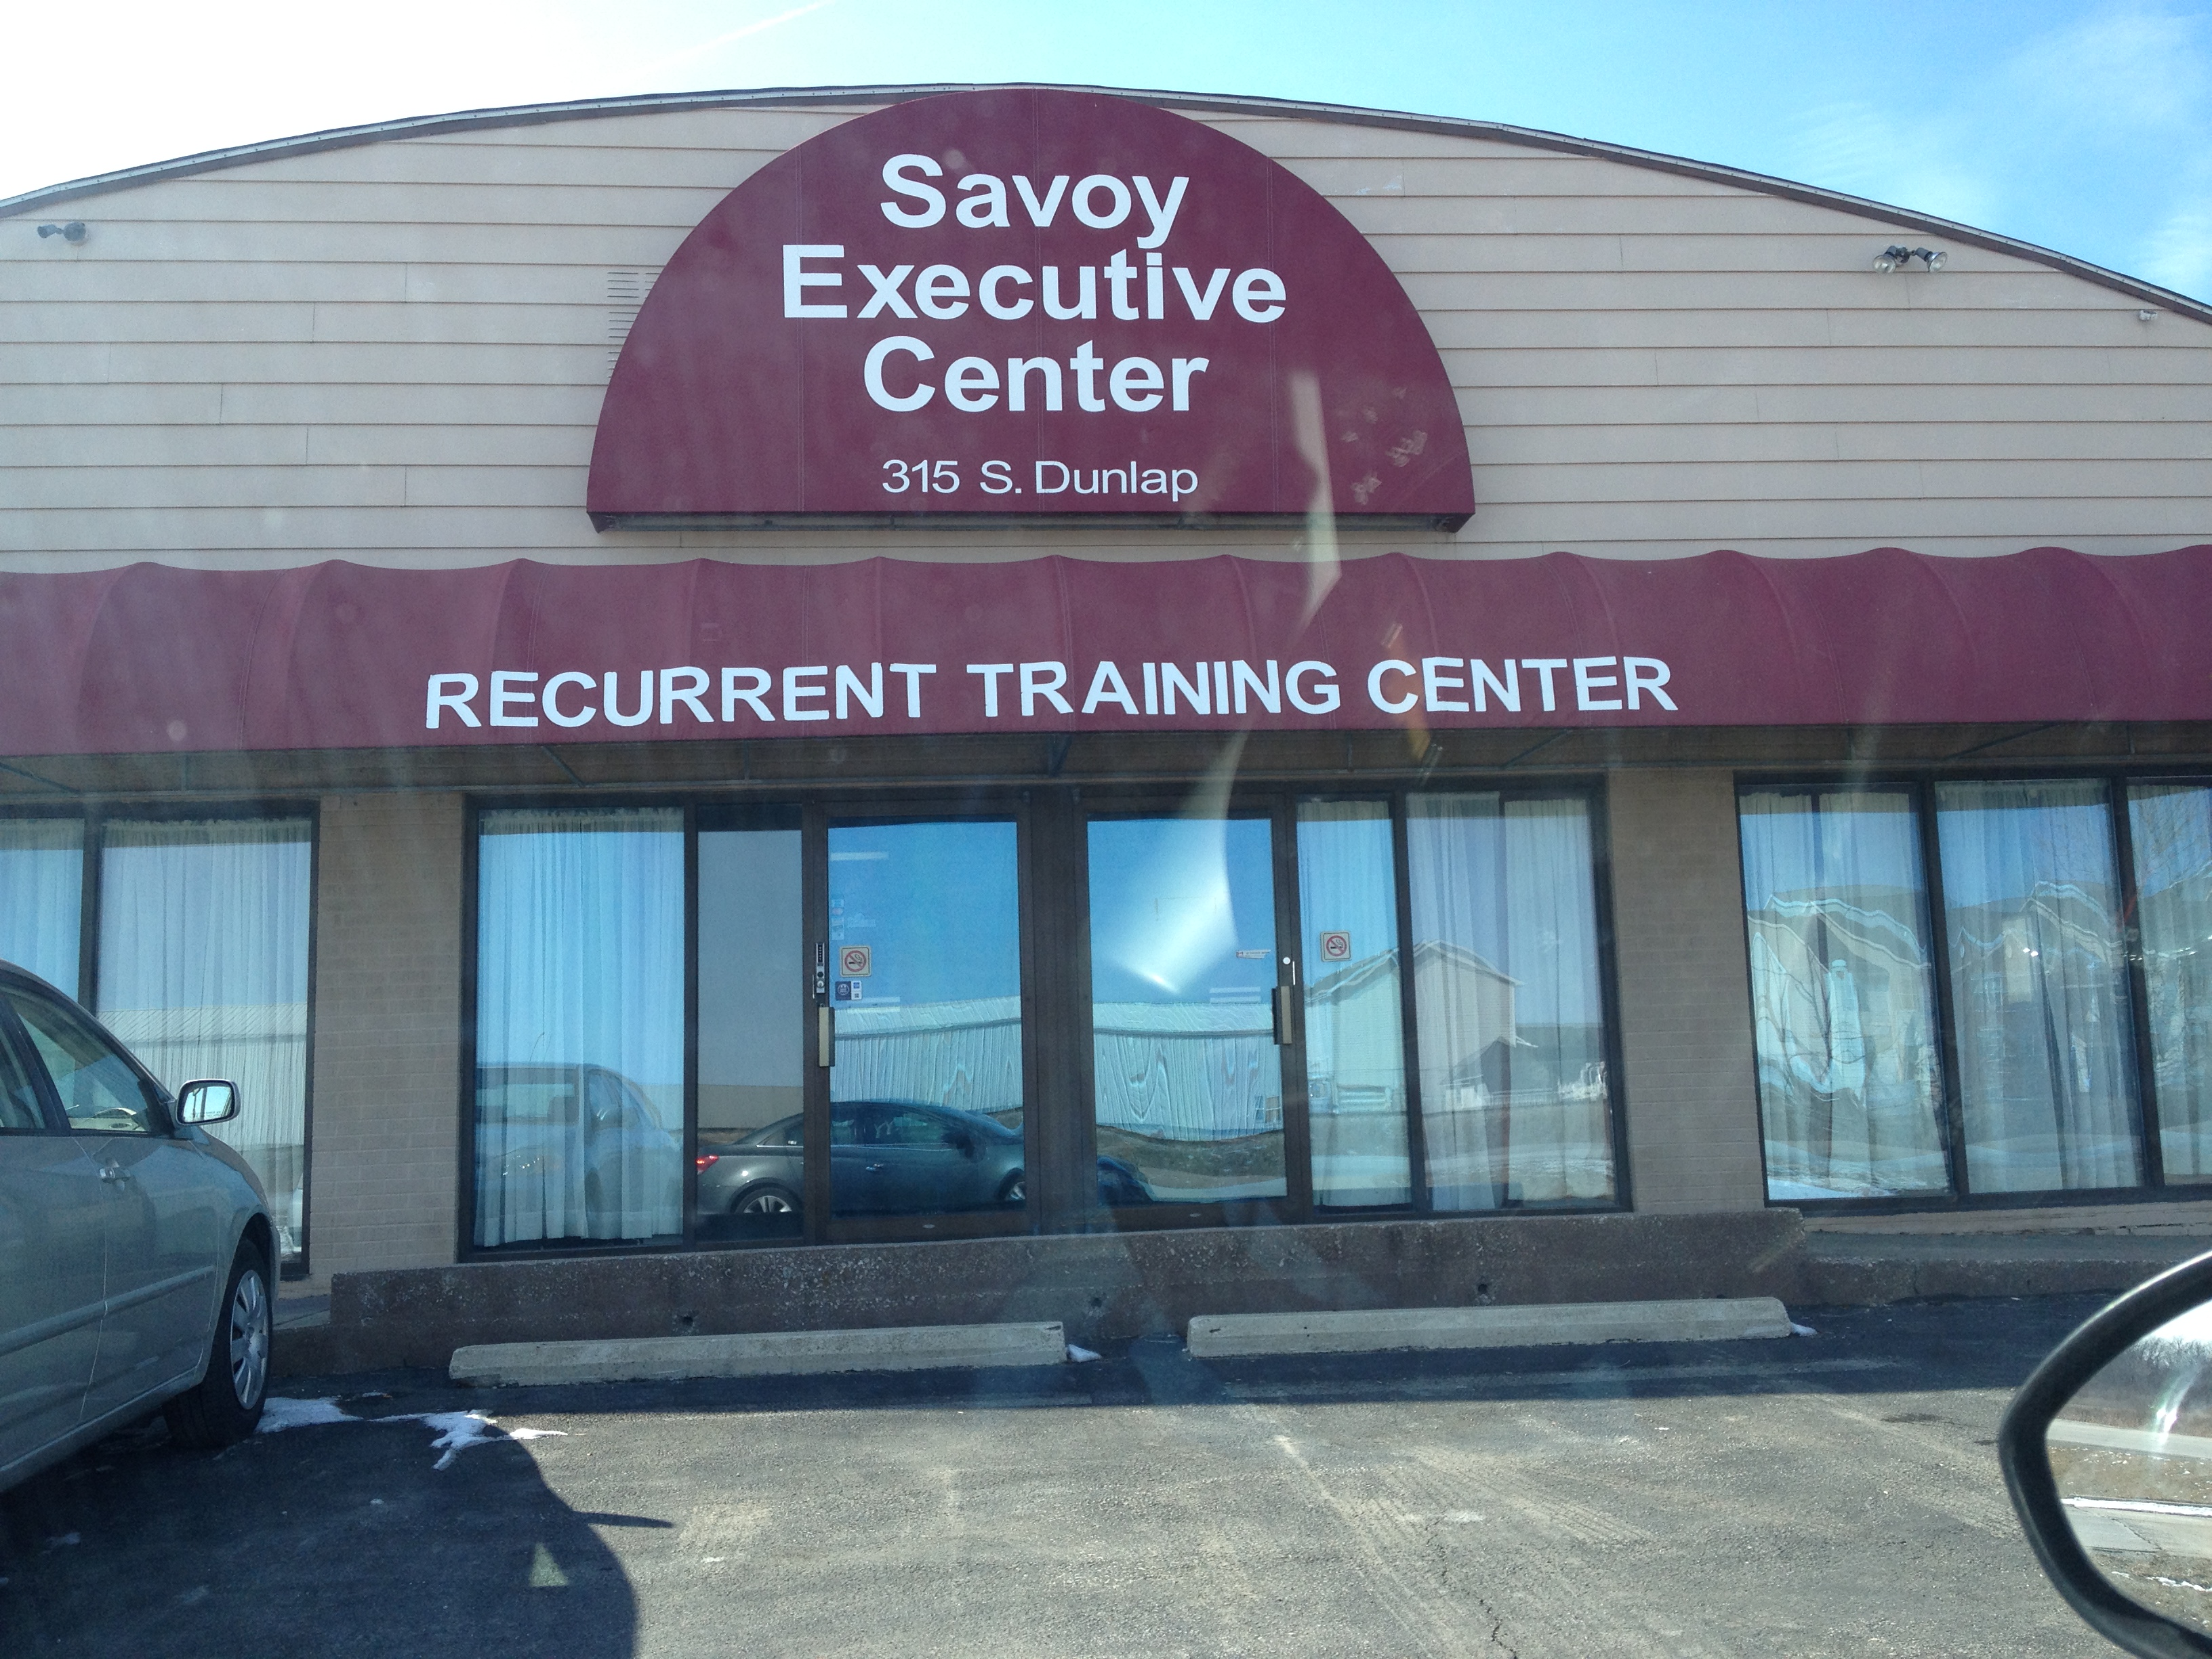 Savoy
Executive
Center
315 S. Dunlap
RECURRENT TRAINING CENTER